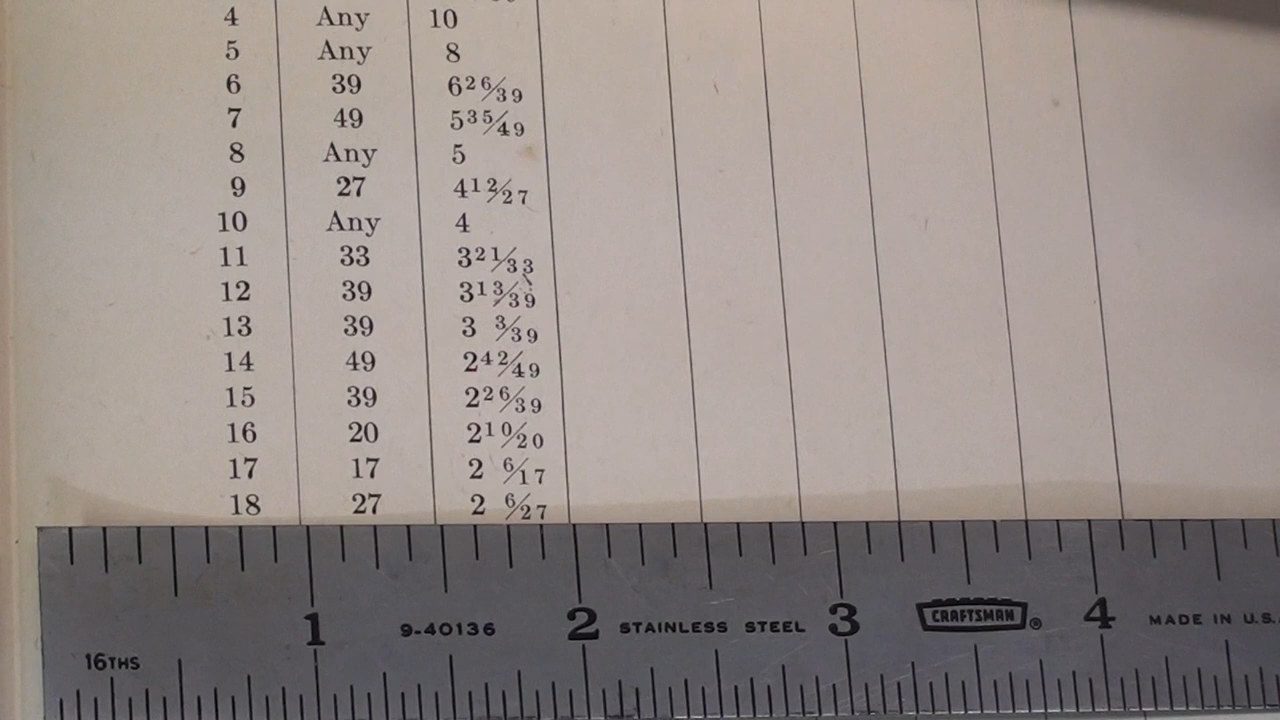 4 Any 10
5 Any 8
6 39 6 26/39
7 49 5 35/49
8 Any 5
9 27 4 12/27
10 Any 4
11 33 3 21/33
12 39 3 13/39
13 39 3 3/39
14 49 2 42/49
15 39 2 26/39
16 20 2 10/20
17 17 2 6/17
18 27 2 6/27
1 2 3 4
9-40136 STAINLESS STEEL CRAFTSMAN® MADE IN U.S.
16THS